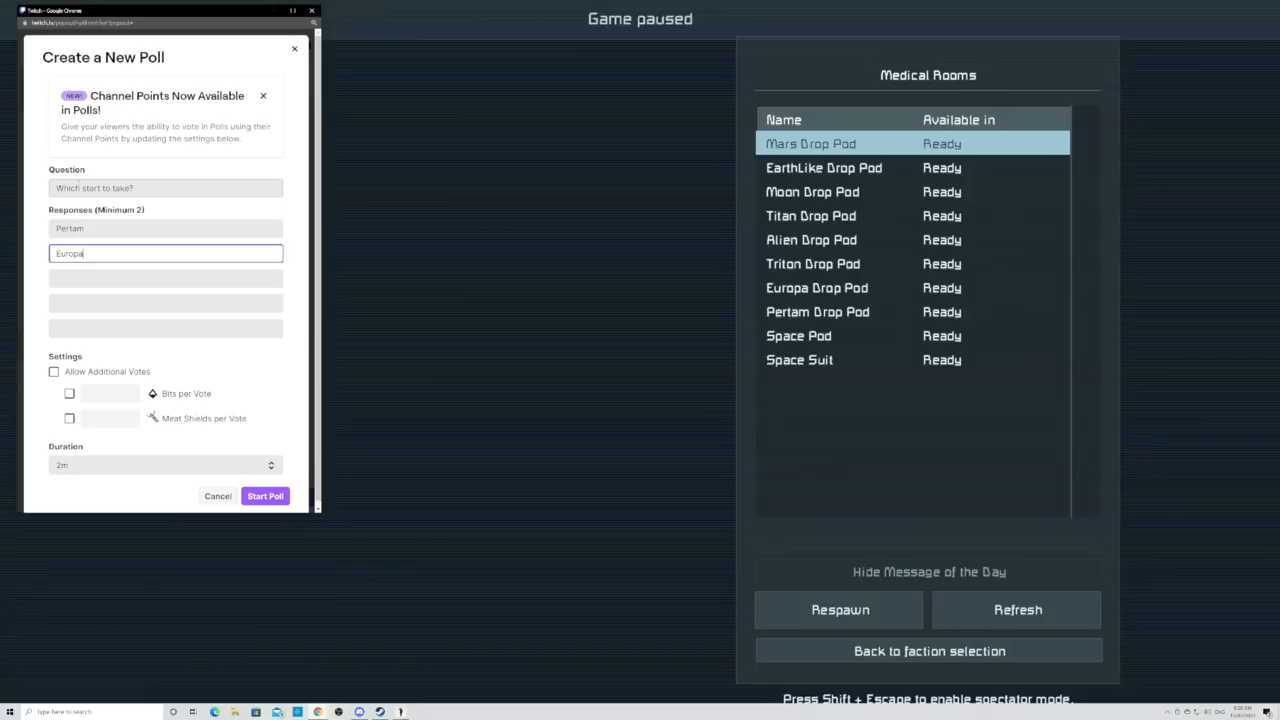 Twitch - Google Chrome
Game paused
Create a New Poll
NEW! Channel Points Now Available
in Polls!
Give your viewers the ability to vote in Polls using their
Channel Points by updating the settings below.
Question
Which start to take?
Responses (Minimum 2)
Pertam
Europa
Settings
Allow Additional Votes
Bits per Vote
Meat Shields per Vote
Duration
2m
Cancel
Start Poll
Medical Rooms
Name Available in
Mars Drop Pod Ready
EarthLike Drop Pod Ready
Moon Drop Pod Ready
Titan Drop Pod Ready
Alien Drop Pod Ready
Triton Drop Pod Ready
Europa Drop Pod Ready
Pertam Drop Pod Ready
Space Pod Ready
Space Suit Ready
Hide Message of the Day
Respawn
Refresh
Back to faction selection
Press Shift + Escape to enable spectator mode.
Type here to search
ENG